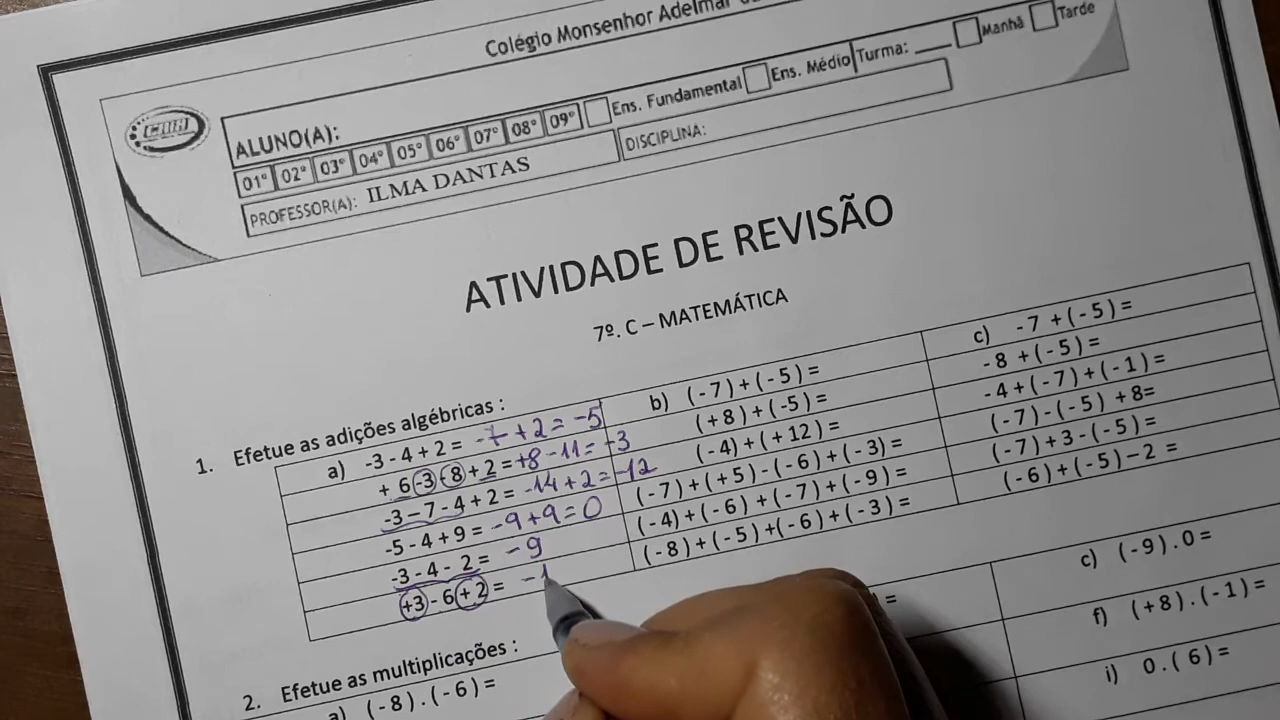 Colégio Monsenhor Adelmar
ALUNO(A):
01º 02º 03º 04º 05º 06º 07º 08º 09º Ens. Fundamental Ens. Médio Turma: ___ Manhã Tarde
PROFESSOR(A): ILMA DANTAS DISCIPLINA:
ATIVIDADE DE REVISÃO
7º. C – MATEMÁTICA
1. Efetue as adições algébricas :
a) -3 - 4 + 2 = -7 + 2 = -5
+ 6 -3 -8 + 2 = +8 - 11 = -3
-3 – 7 - 4 + 2 = -14 + 2 = -12
-5 - 4 + 9 = -9 + 9 = 0
-3 - 4 - 2 = -9
+3 - 6 + 2 = -1
b) (- 7) + (- 5) =
(+ 8) + (- 5) =
(- 4) + (+ 12) =
(- 7) + (+ 5) - (- 6) + (- 3) =
(- 4) + (- 6) + (- 7) + (- 9) =
(- 8) + (- 5) + (- 6) + (- 3) =
c) - 7 + (- 5) =
- 8 + (- 5) =
- 4 + (- 7) + (- 1) =
(- 7) - (- 5) + 8=
(- 7) + 3 - (- 5) =
(- 6) + (- 5) – 2 =
2. Efetue as multiplicações :
a) (- 8) . (- 6) =
) =
c) (- 9) . 0 =
f) (+ 8) . (- 1) =
i) 0 . ( 6) =